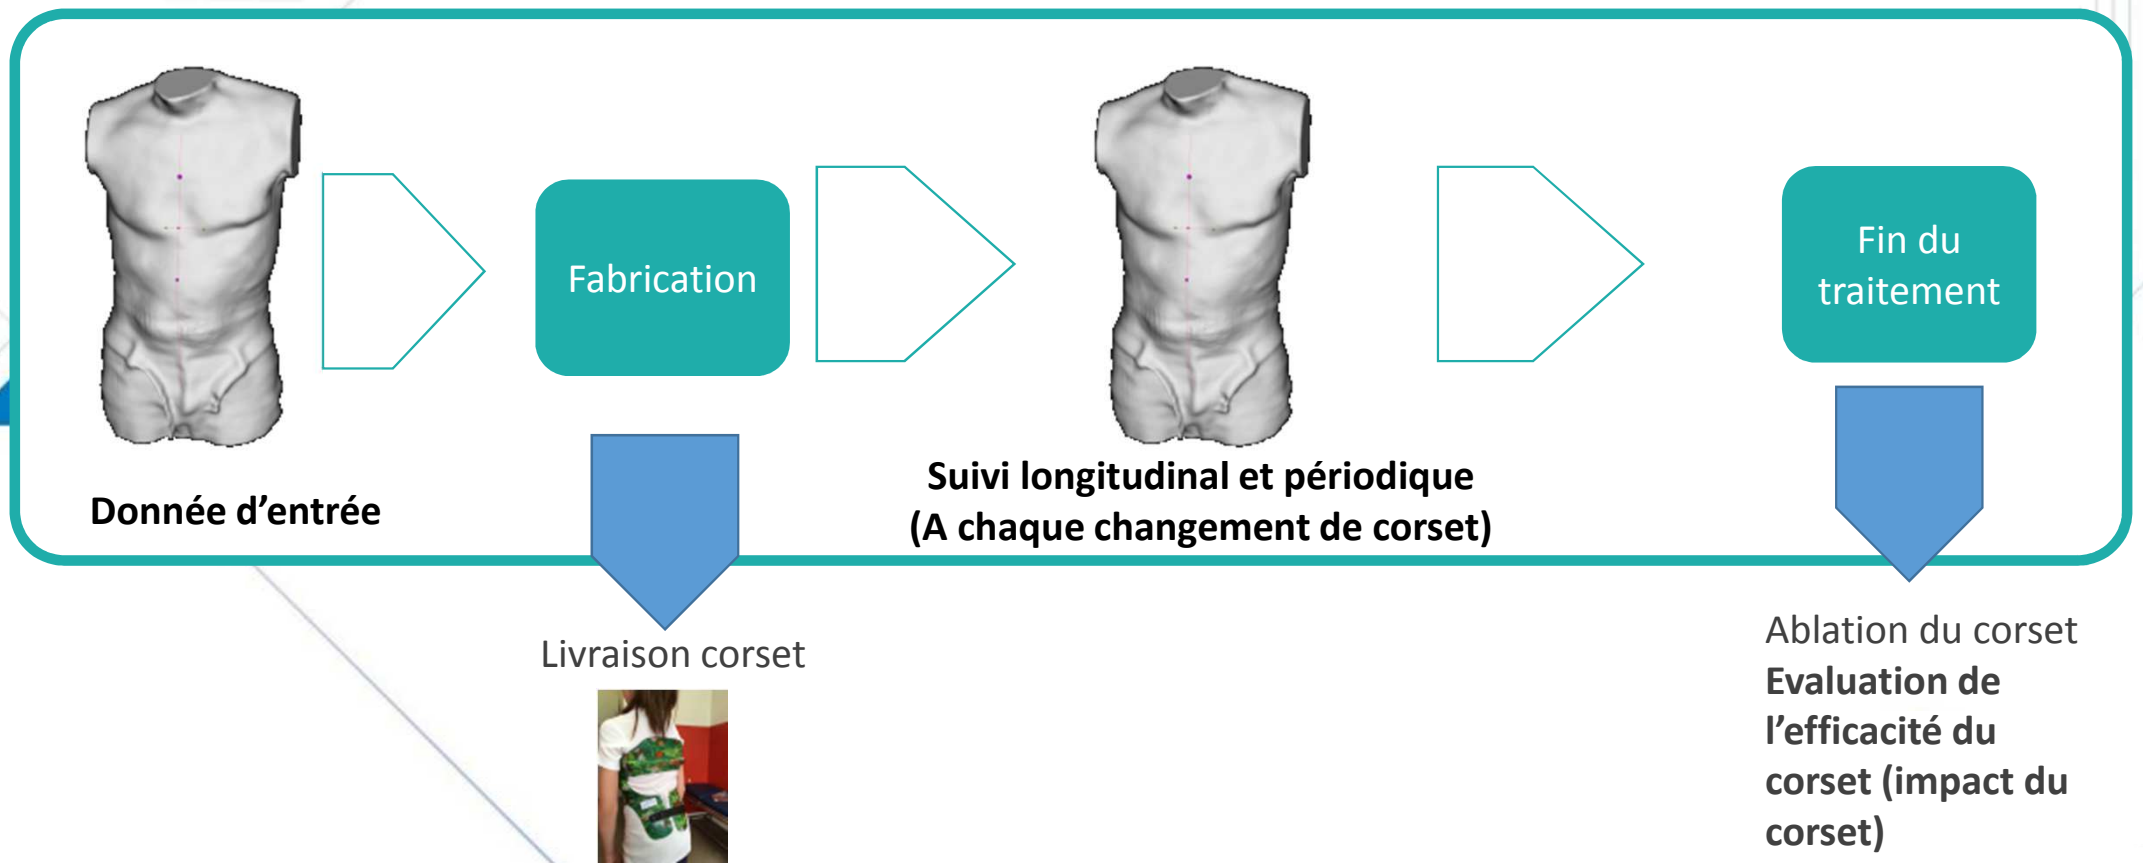 Fabrication
Fin du
traitement
Donnée d’entrée
Suivi longitudinal et périodique
(A chaque changement de corset)
Livraison corset
Ablation du corset
Evaluation de
l’efficacité du
corset (impact du
corset)